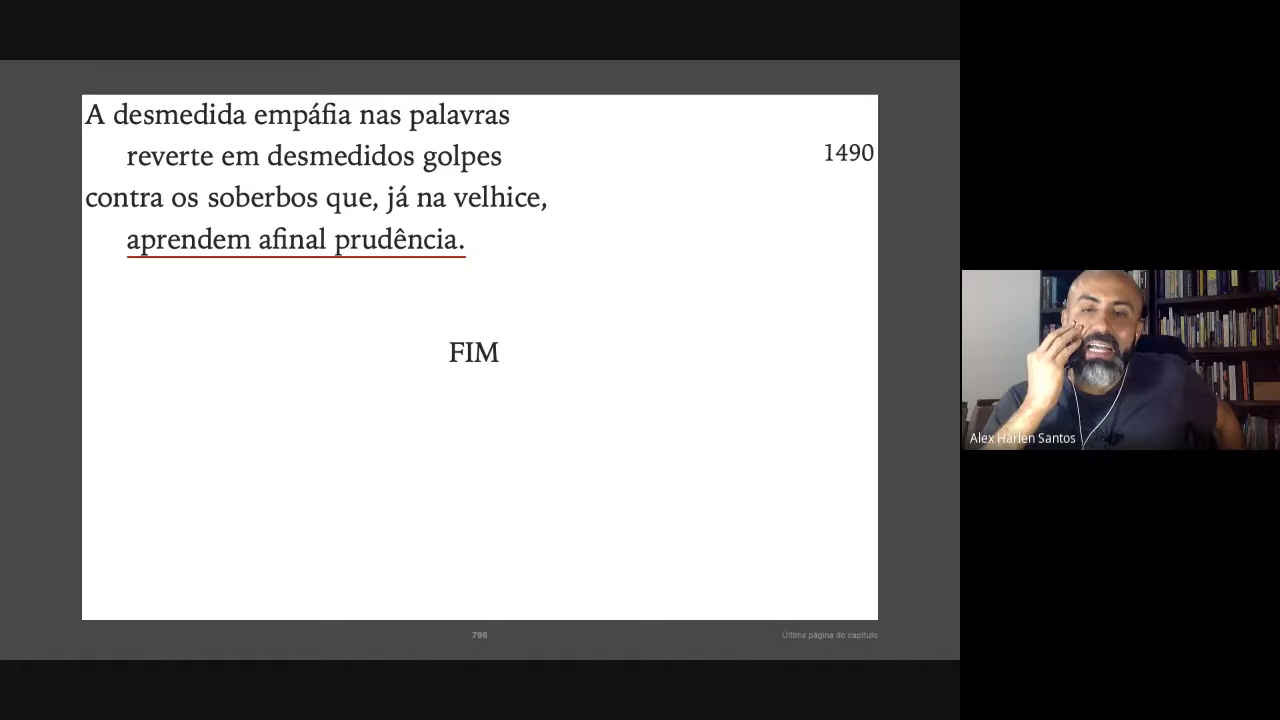 A desmedida empáfia nas palavras
reverte em desmedidos golpes
1490
contra os soberbos que, já na velhice,
aprendem afinal prudência.
FIM
796
Última página do capítulo
Alex Harlen Santos